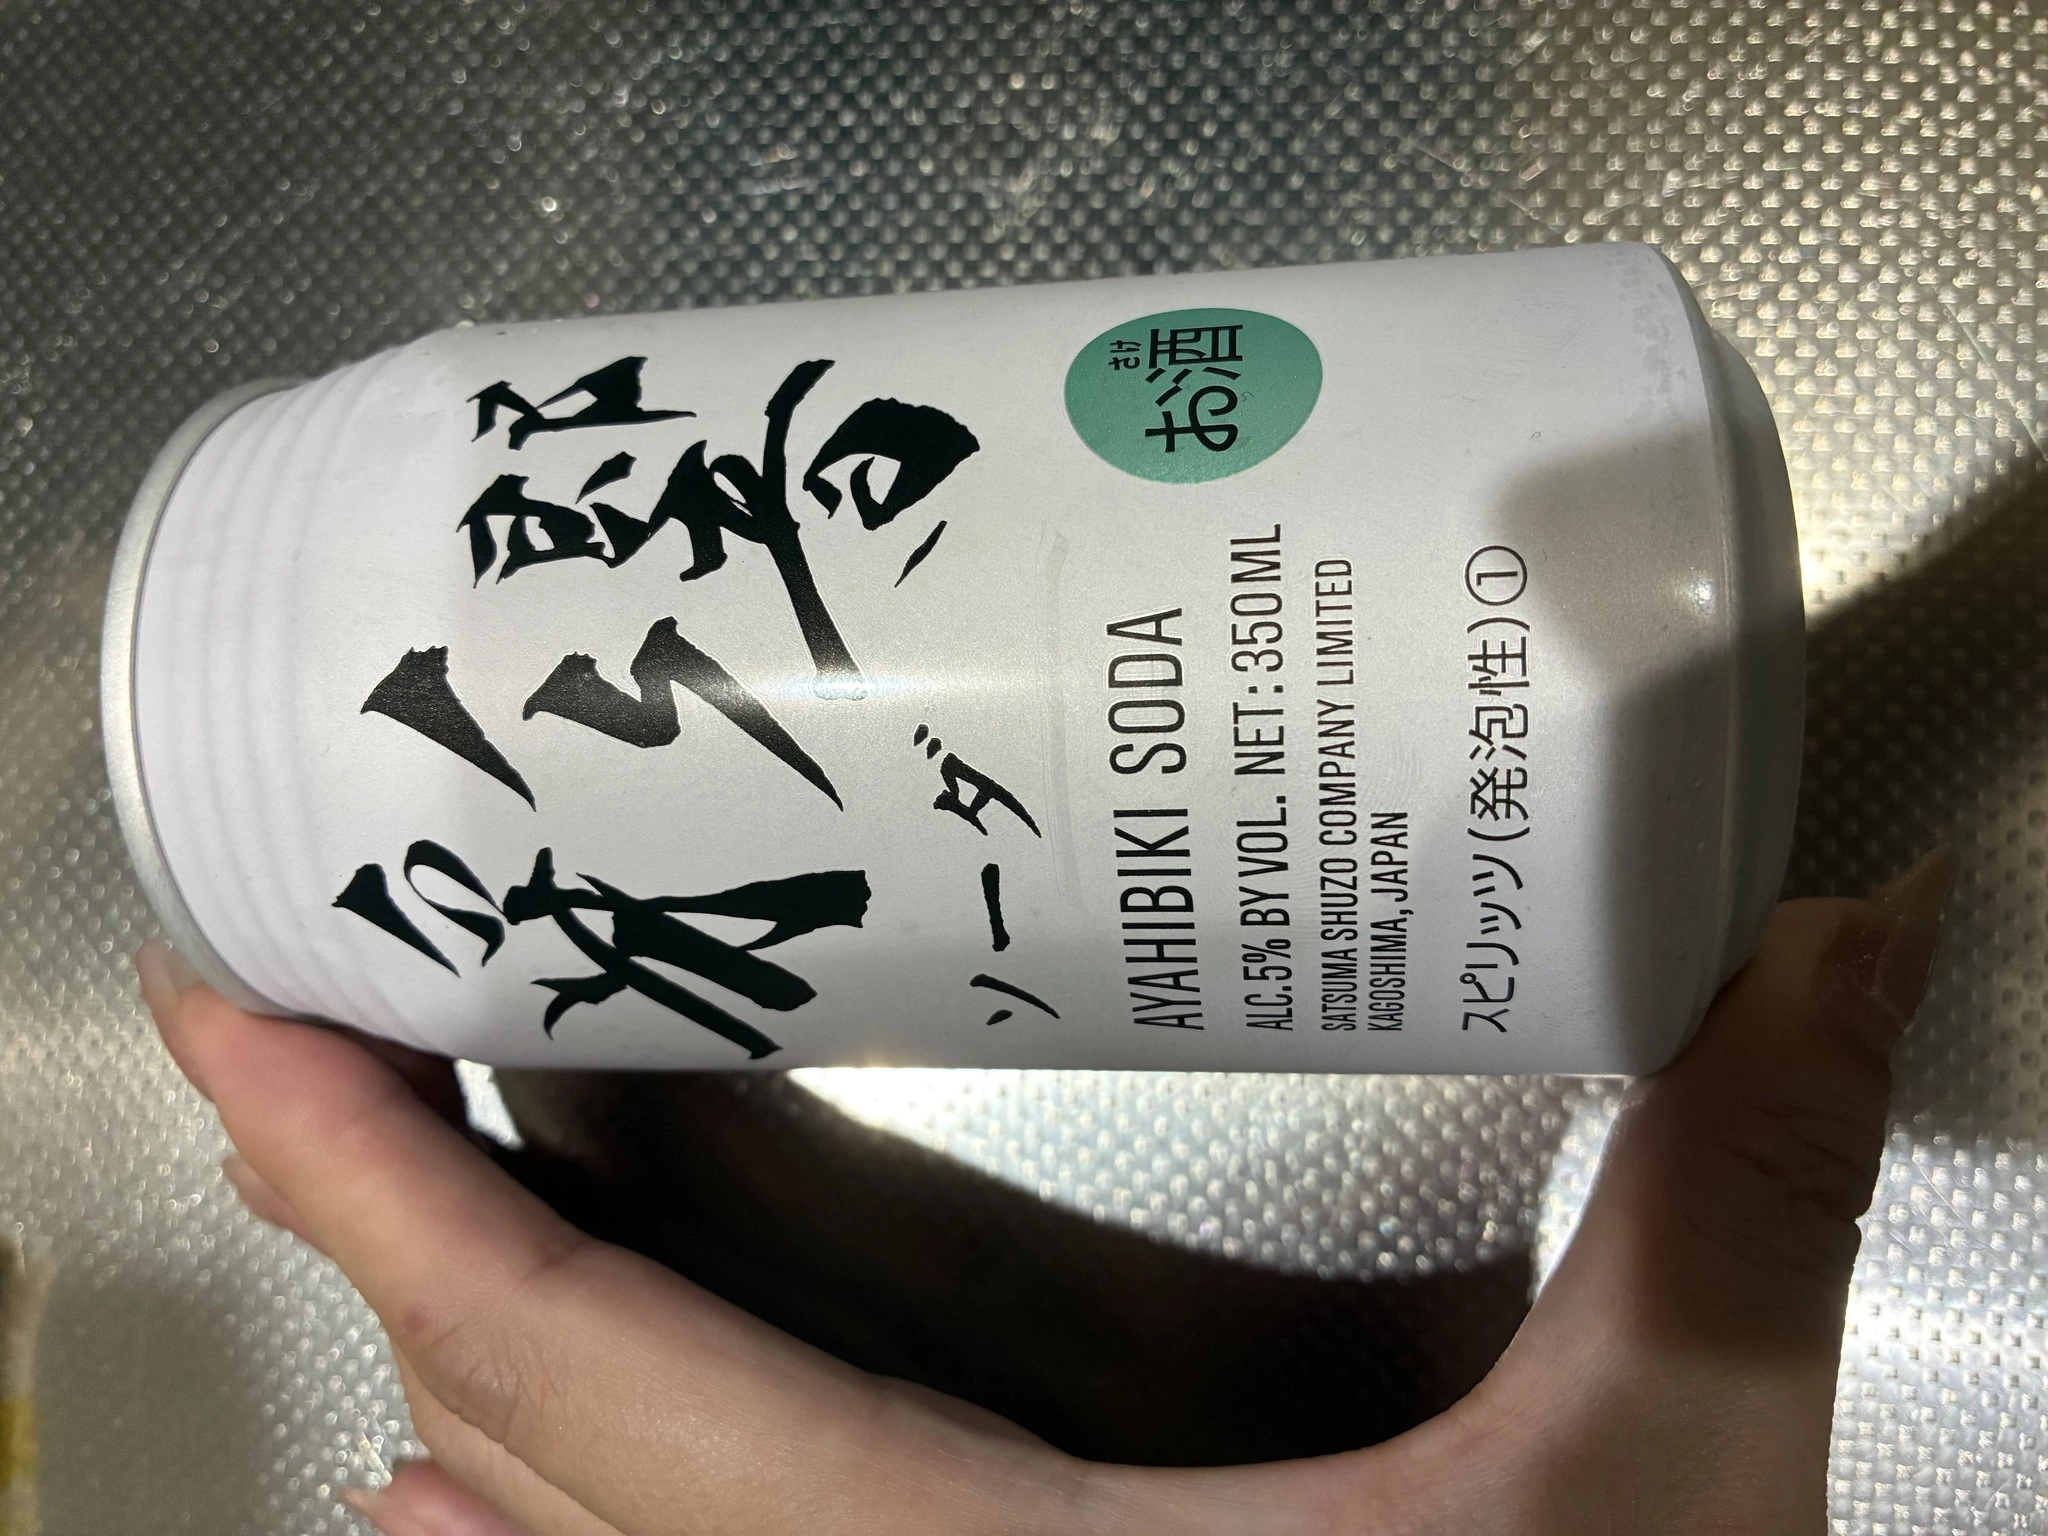 彩響
ソーダ
AYAHIBIKI SODA
ALC.5% BY VOL. NET:350ML
SATSUMA SHUZO COMPANY LIMITED
KAGOSHIMA, JAPAN
スピリッツ(発泡性)①
さけ
お酒